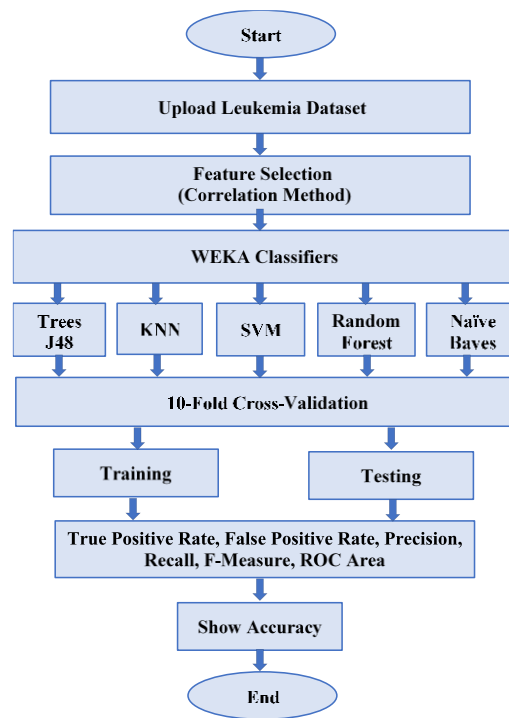 Start
Upload Leukemia Dataset
Feature Selection
(Correlation Method)
WEKA Classifiers
Trees
J48
KNN
SVM
Random
Forest
Naïve
Bayes
10-Fold Cross-Validation
Training
Testing
True Positive Rate, False Positive Rate, Precision,
Recall, F-Measure, ROC Area
Show Accuracy
End